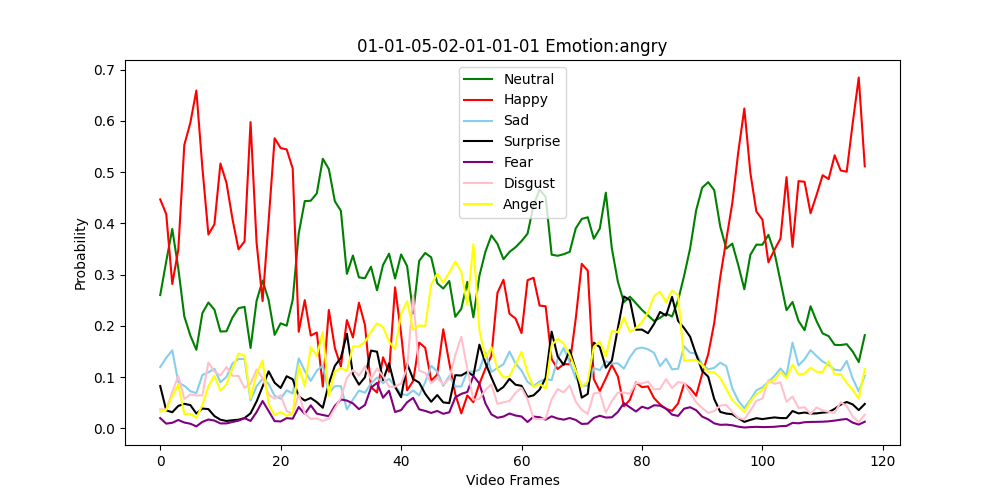 01-01-05-02-01-01-01 Emotion:angry
Neutral
Happy
Sad
Surprise
Fear
Disgust
Anger
Probability
0.7
0.6
0.5
0.4
0.3
0.2
0.1
0.0
0 20 40 60 80 100 120
Video Frames